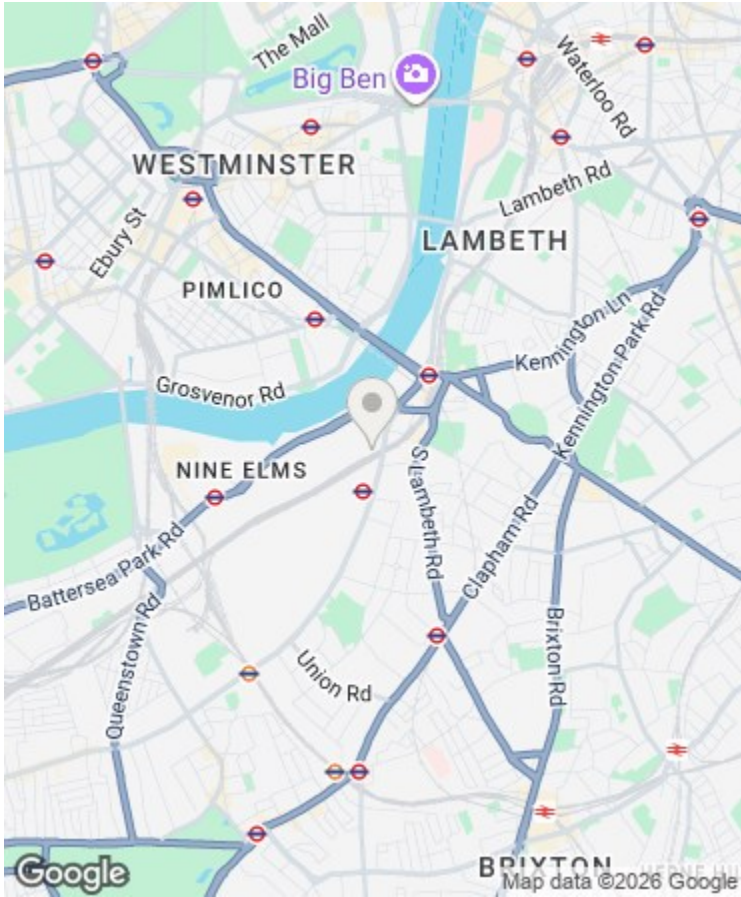 The Mall
Big Ben
Waterloo Rd
WESTMINSTER
Lambeth Rd
Ebury St
LAMBETH
PIMLICO
Kennington Ln
Kennington Park Rd
Grosvenor Rd
NINE ELMS
S Lambeth Rd
Clapham Rd
Battersea Park Rd
Queenstown Rd
Brixton Rd
Union Rd
BRIXTON
Google
Map data ©2026 Google